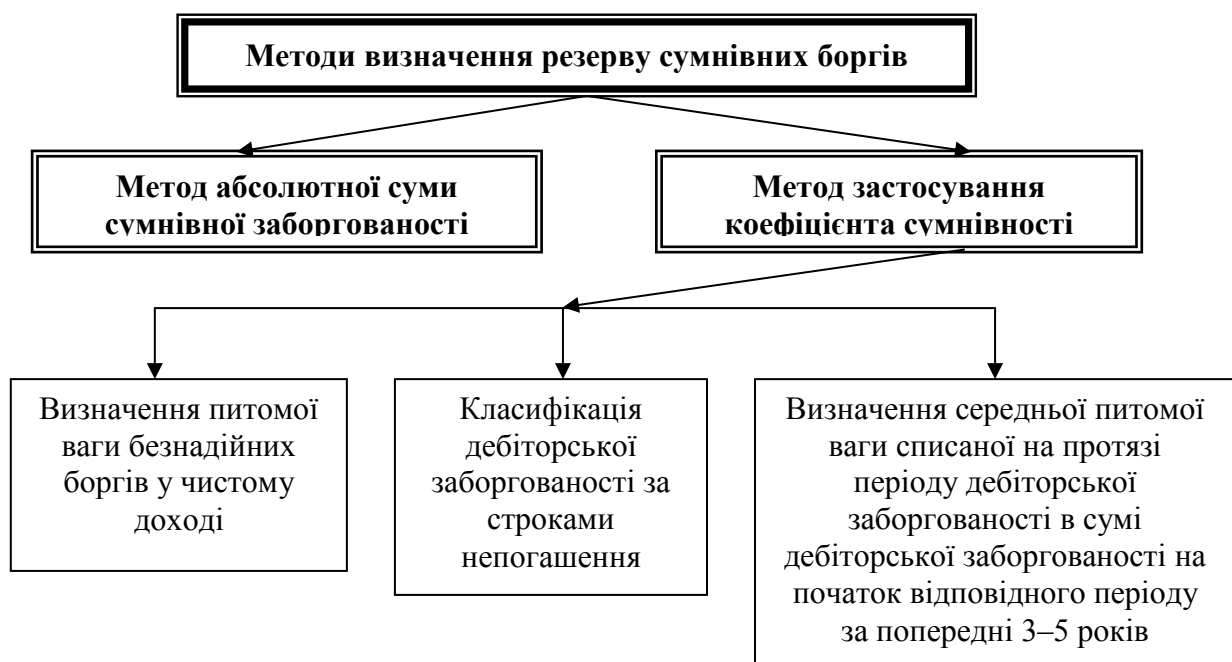 Методи визначення резерву сумнівних боргів
Метод абсолютної суми
сумнівної заборгованості
Метод застосування
коефіцієнта сумнівності
Визначення питомої
ваги безнадійних
боргів у чистому
доході
Класифікація
дебіторської
заборгованості за
строками
непогашення
Визначення середньої питомої
ваги списаної на протязі
періоду дебіторської
заборгованості в сумі
дебіторської заборгованості на
початок відповідного періоду
за попередні 3–5 років